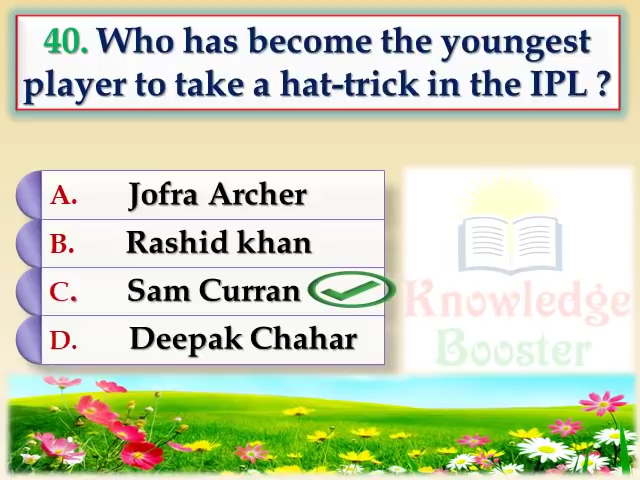 40. Who has become the youngest
player to take a hat-trick in the IPL ?
A. Jofra Archer
B. Rashid khan
C. Sam Curran
D. Deepak Chahar
Knowledge
Booster